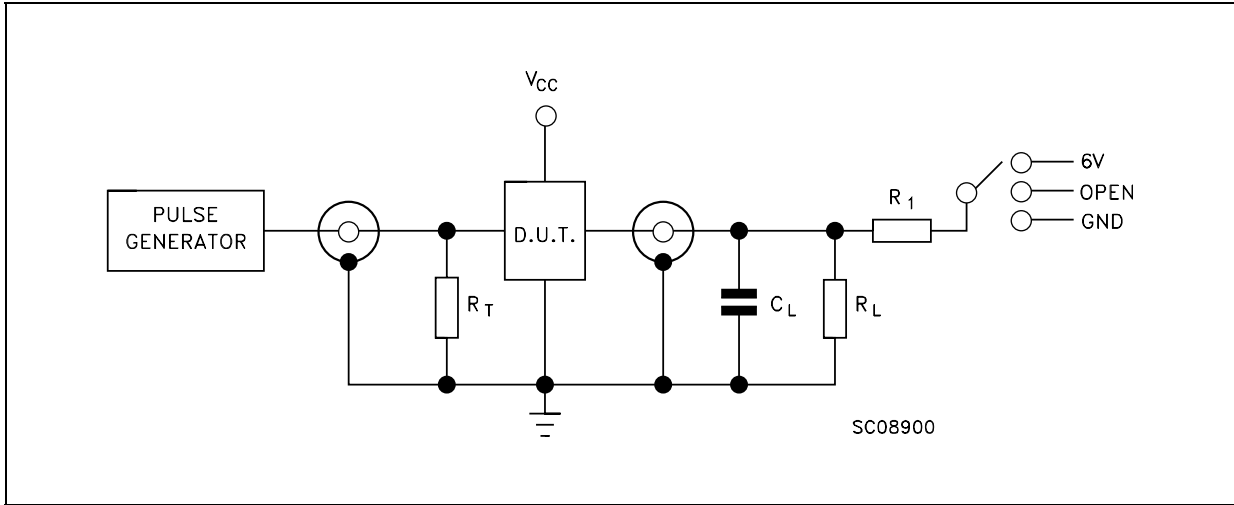 VCC
PULSE
GENERATOR
D.U.T.
RT
CL
RL
R1
6V
OPEN
GND
SC08900